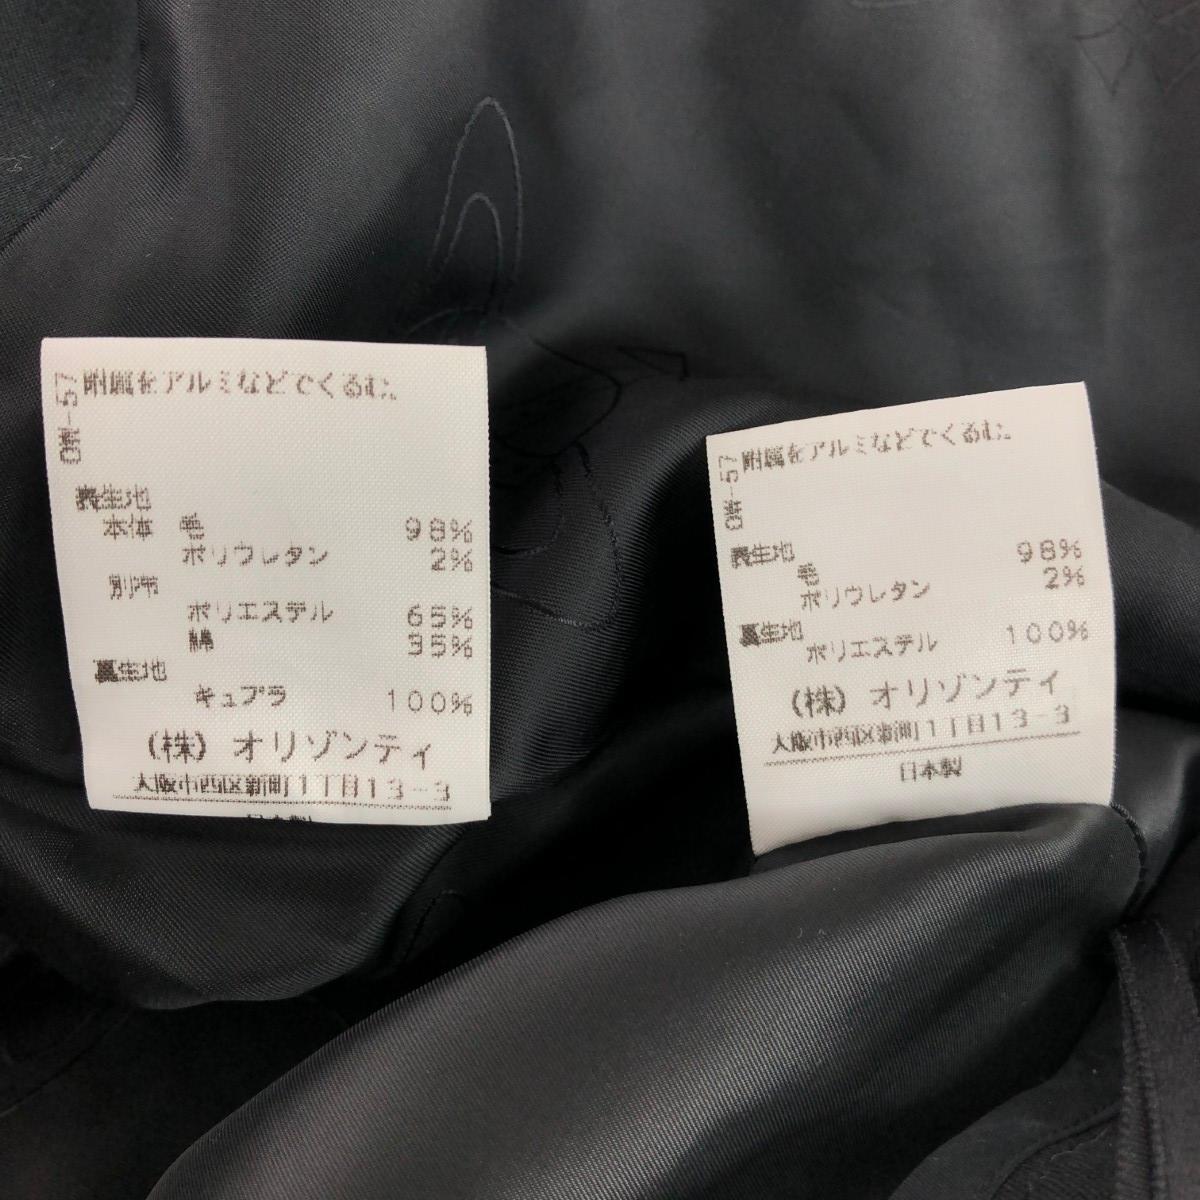 附属をアルミなどでくるむ。
OW-57
表生地
本体 毛 98%
ポリウレタン 2%
別布
ポリエステル 65%
綿 35%
裏生地
キュプラ 100%
(株) オリゾンティ
大阪市西区新町1丁目13-3
日本製
附属をアルミなどでくるむ。
OW-57
表生地
毛 98%
ポリウレタン 2%
裏生地
ポリエステル 100%
(株) オリゾンティ
大阪市西区新町1丁目13-3
日本製